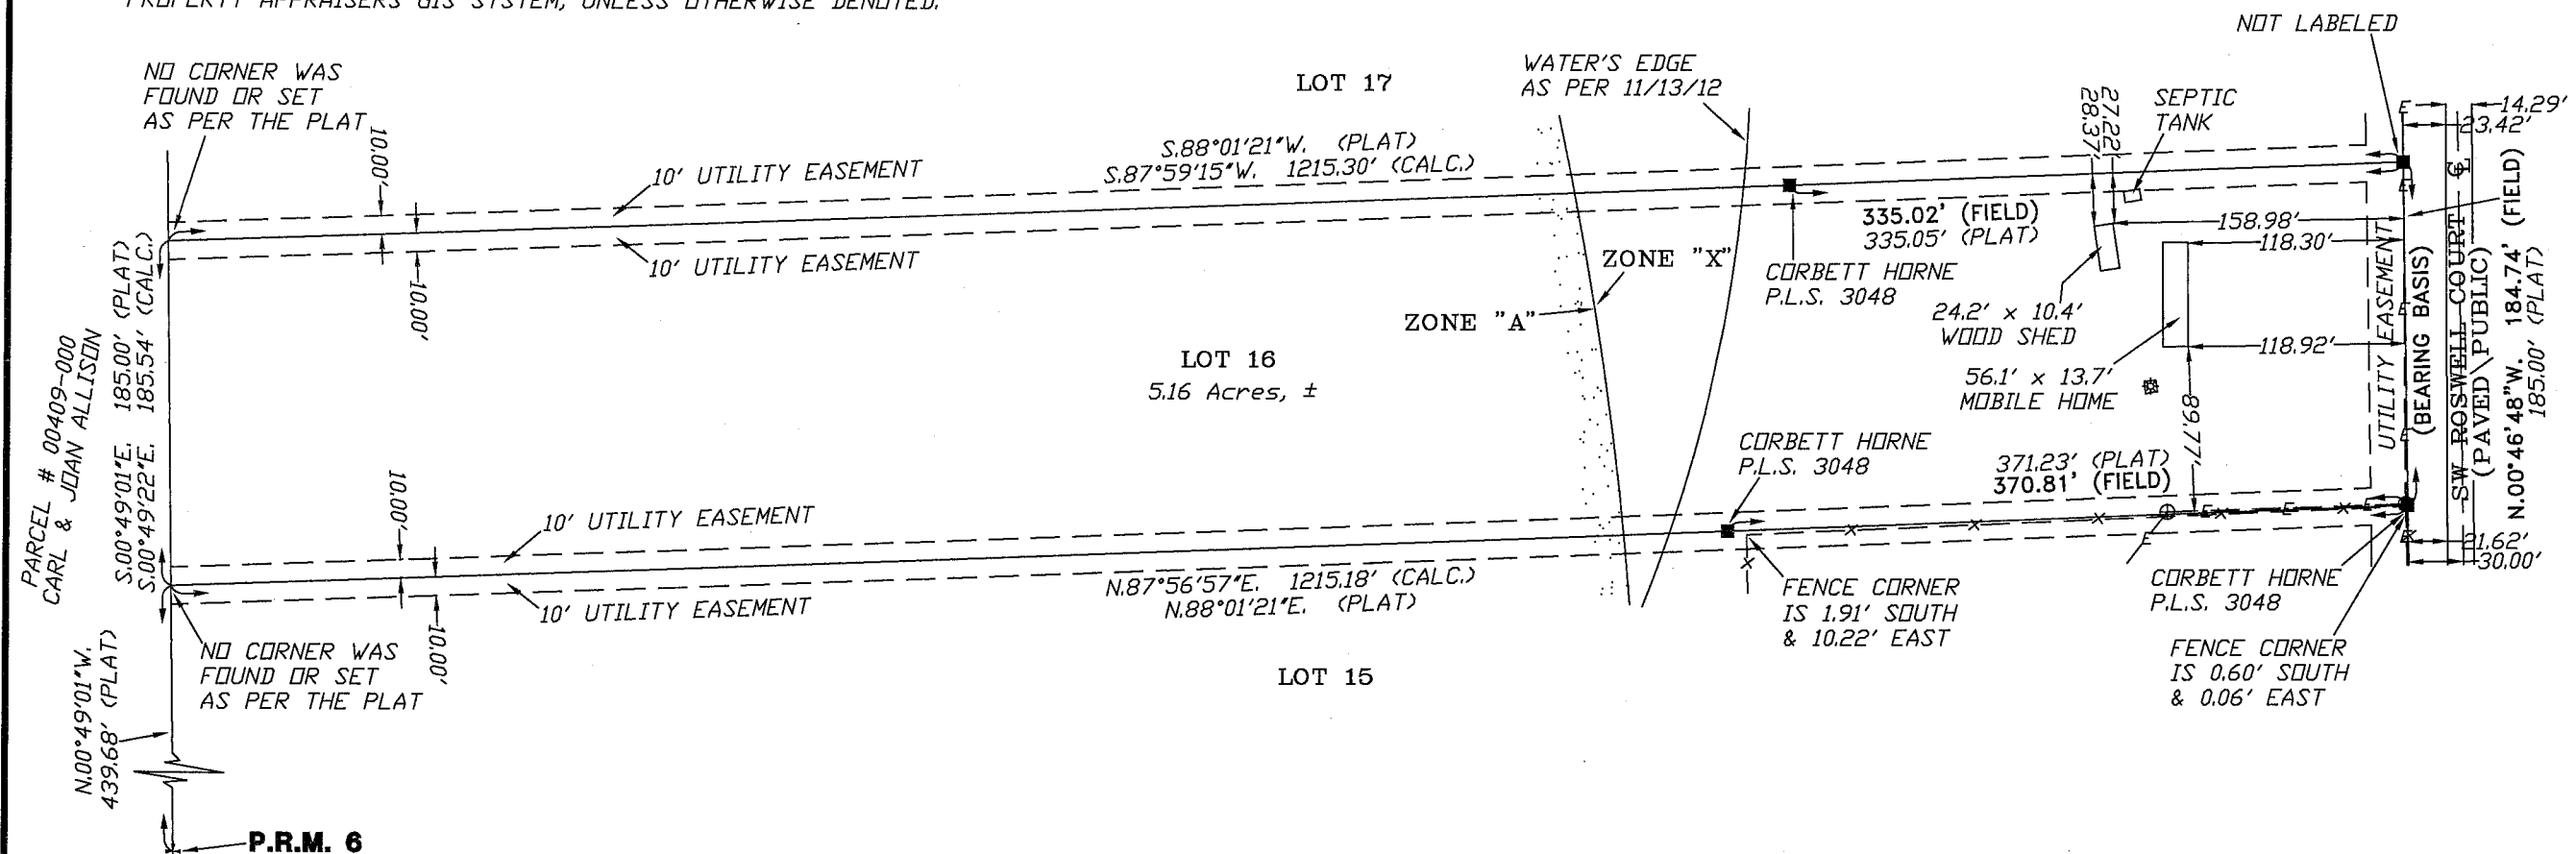 PROPERTY APPRAISERS GIS SYSTEM, UNLESS OTHERWISE DENOTED.
NOT LABELED
NO CORNER WAS
FOUND OR SET
AS PER THE PLAT
10.00'
10.00'
LOT 17
WATER'S EDGE
AS PER 11/13/12
27.22'
28.37'
SEPTIC
TANK
E
14.29'
23.42'
S.88°01'21"W. (PLAT)
S.87°59'15"W. 1215.30' (CALC.)
10' UTILITY EASEMENT
10' UTILITY EASEMENT
335.02' (FIELD)
335.05' (PLAT)
158.98'
118.30'
118.92'
ZONE "X"
ZONE "A"
CORBETT HORNE
P.L.S. 3048
24.2' x 10.4'
WOOD SHED
56.1' x 13.7'
MOBILE HOME
89.77'
UTILITY EASEMENT
(BEARING BASIS)
SW ROSWELL COURT
(PAVED\PUBLIC)
N.00°46'48"W. 184.74' (FIELD)
185.00' (PLAT)
PARCEL # 00409-000
CARL & JOAN ALLISON
S.00°49'01"E. 185.00' (PLAT)
S.00°49'22"E. 185.54' (CALC.)
LOT 16
5.16 Acres, ±
CORBETT HORNE
P.L.S. 3048
371.23' (PLAT)
370.81' (FIELD)
10.00'
10.00'
10' UTILITY EASEMENT
10' UTILITY EASEMENT
N.87°56'57"E. 1215.18' (CALC.)
N.88°01'21"E. (PLAT)
FENCE CORNER
IS 1.91' SOUTH
& 10.22' EAST
21.62'
30.00'
CORBETT HORNE
P.L.S. 3048
FENCE CORNER
IS 0.60' SOUTH
& 0.06' EAST
NO CORNER WAS
FOUND OR SET
AS PER THE PLAT
LOT 15
N.00°49'01"W.
439.68' (PLAT)
P.R.M. 6